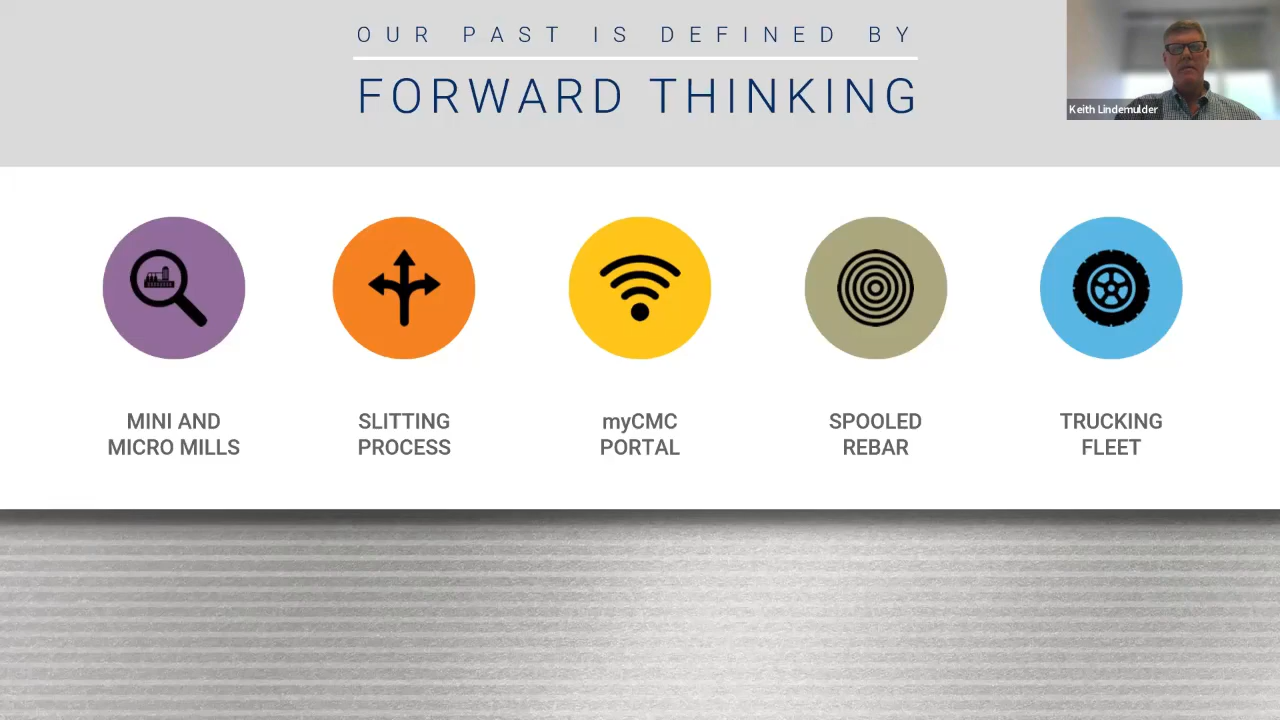 OUR PAST IS DEFINED BY
FORWARD THINKING
Keith Lindemulder
MINI AND
MICRO MILLS
SLITTING
PROCESS
myCMC
PORTAL
SPOOLED
REBAR
TRUCKING
FLEET